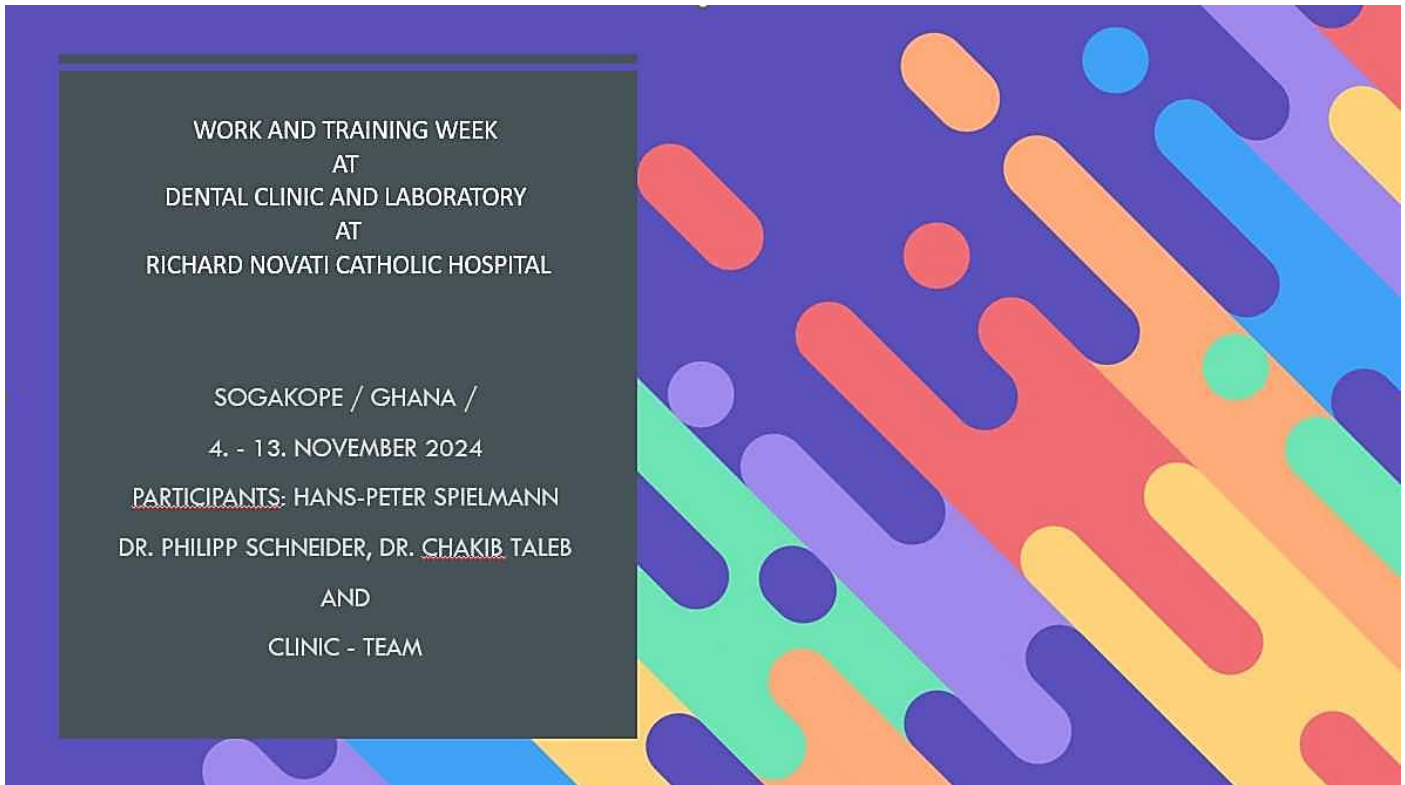 WORK AND TRAINING WEEK
AT
DENTAL CLINIC AND LABORATORY
AT
RICHARD NOVATI CATHOLIC HOSPITAL
SOGAKOPE / GHANA /
4. - 13. NOVEMBER 2024
PARTICIPANTS: HANS-PETER SPIELMANN
DR. PHILIPP SCHNEIDER, DR. CHAKIB TALEB
AND
CLINIC - TEAM